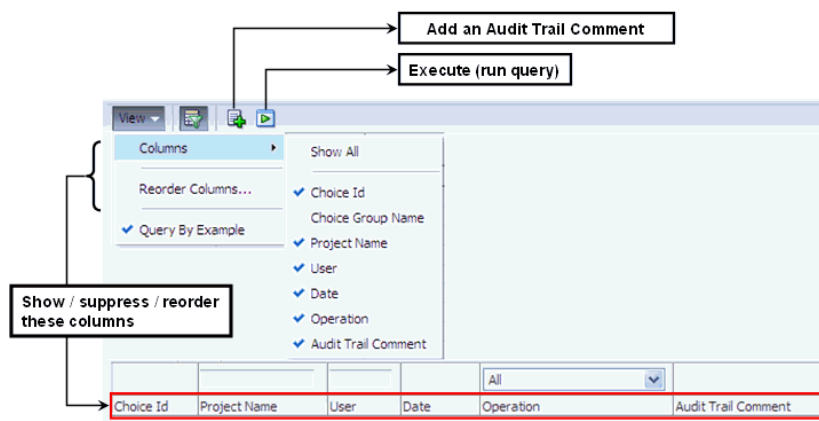 Add an Audit Trail Comment
Execute (run query)
View
Columns
Reorder Columns...
Query By Example
Show All
Choice Id
Choice Group Name
Project Name
User
Date
Operation
Audit Trail Comment
Show / suppress / reorder
these columns
All
Choice Id Project Name User Date Operation Audit Trail Comment